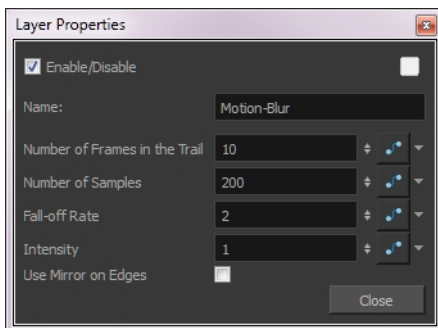 Layer Properties
Enable/Disable
Name: Motion-Blur
Number of Frames in the Trail 10
Number of Samples 200
Fall-off Rate 2
Intensity 1
Use Mirror on Edges
Close